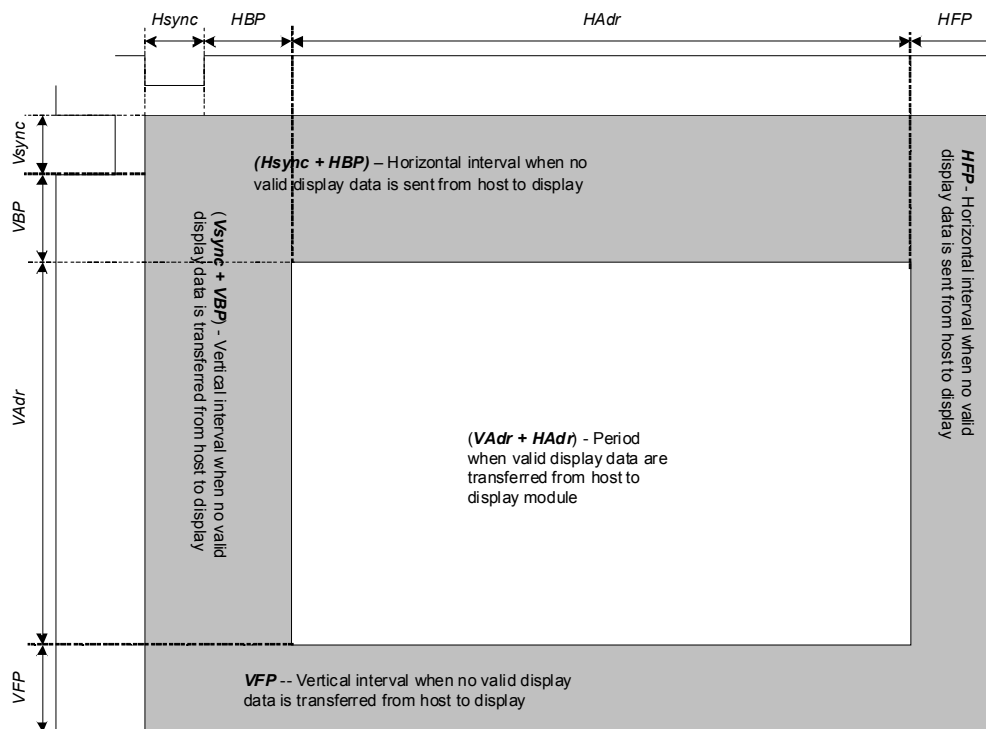 Hsync
HBP
HAdr
HFP
Vsync
VBP
VAdr
VFP
(Hsync + HBP) – Horizontal interval when no
valid display data is sent from host to display
(Vsync + VBP) - Vertical interval when no valid
display data is transferred from host to display
HFP - Horizontal interval when no valid
display data is sent from host to display
(VAdr + HAdr) - Period
when valid display data are
transferred from host to
display module
VFP -- Vertical interval when no valid display
data is transferred from host to display